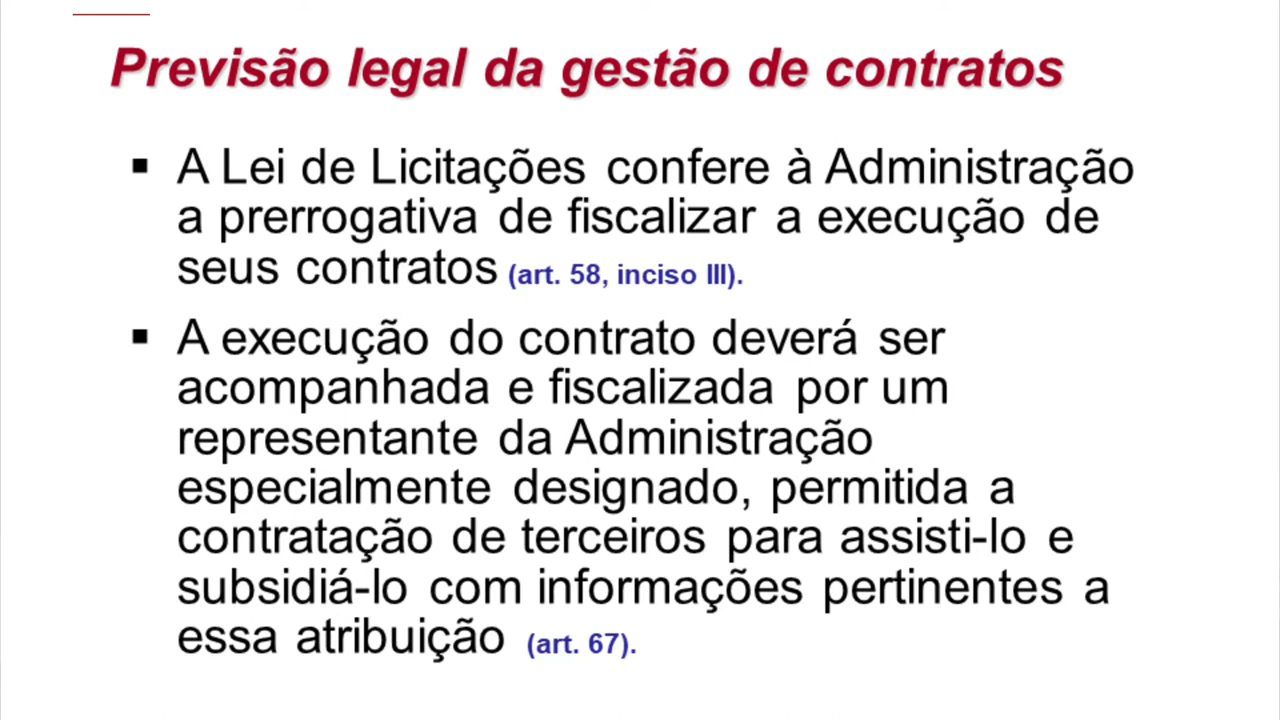 Previsão legal da gestão de contratos
▪ A Lei de Licitações confere à Administração
a prerrogativa de fiscalizar a execução de
seus contratos (art. 58, inciso III).
▪ A execução do contrato deverá ser
acompanhada e fiscalizada por um
representante da Administração
especialmente designado, permitida a
contratação de terceiros para assisti-lo e
subsidiá-lo com informações pertinentes a
essa atribuição (art. 67).